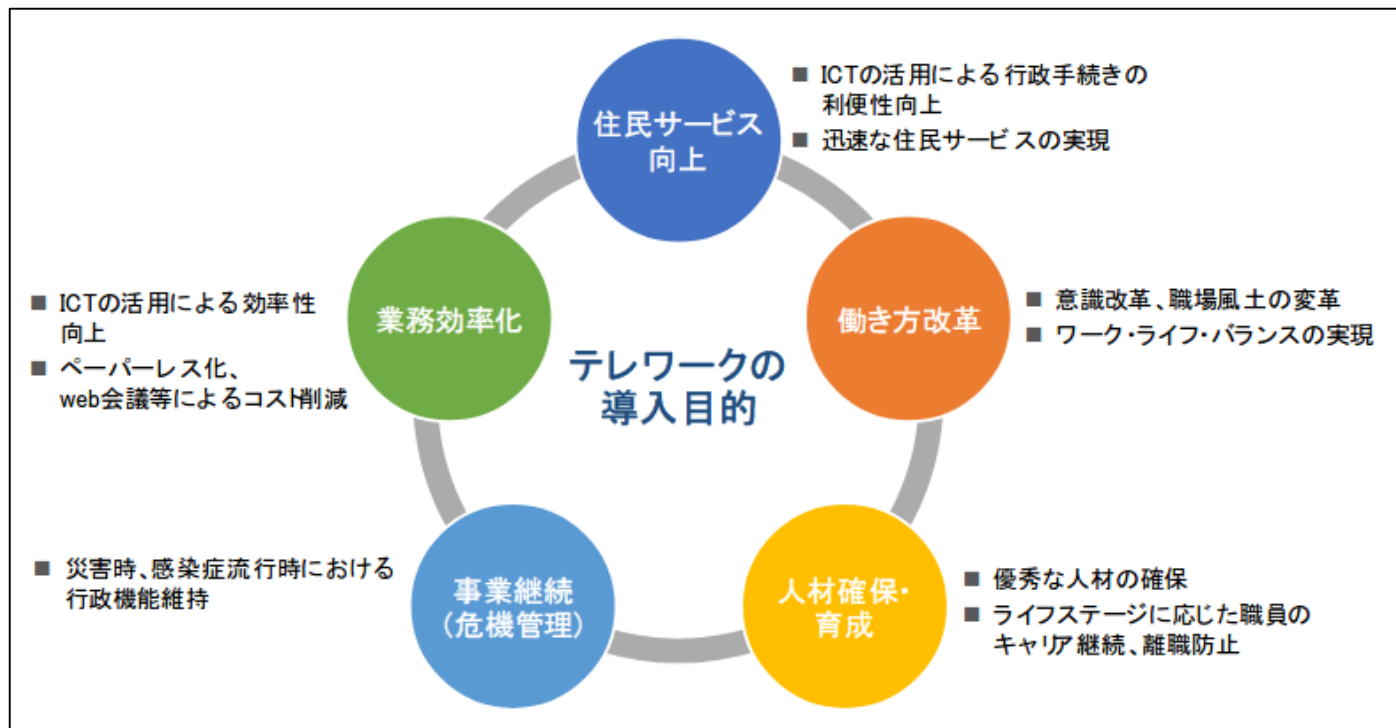 住民サービス
向上
■ ICTの活用による行政手続きの
利便性向上
■ 迅速な住民サービスの実現
働き方改革
■ 意識改革、職場風土の変革
■ ワーク・ライフ・バランスの実現
人材確保・
育成
■ 優秀な人材の確保
■ ライフステージに応じた職員の
キャリア継続、離職防止
事業継続
(危機管理)
■ 災害時、感染症流行時における
行政機能維持
業務効率化
■ ICTの活用による効率性
向上
■ ペーパーレス化、
web会議等によるコスト削減
テレワークの
導入目的